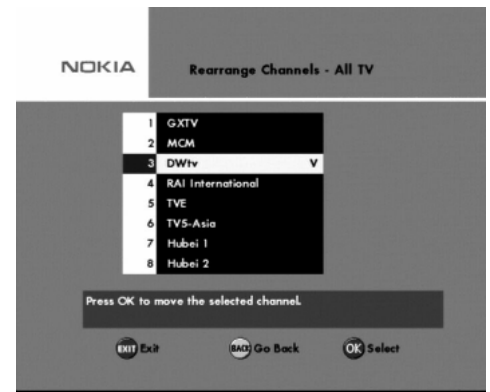 NOKIA
Rearrange Channels - All TV
1 GXTV
2 MCM
3 DWtv V
4 RAI International
5 TVE
6 TV5-Asia
7 Hubei 1
8 Hubei 2
Press OK to move the selected channel.
EXIT Exit BACK Go Back OK Select